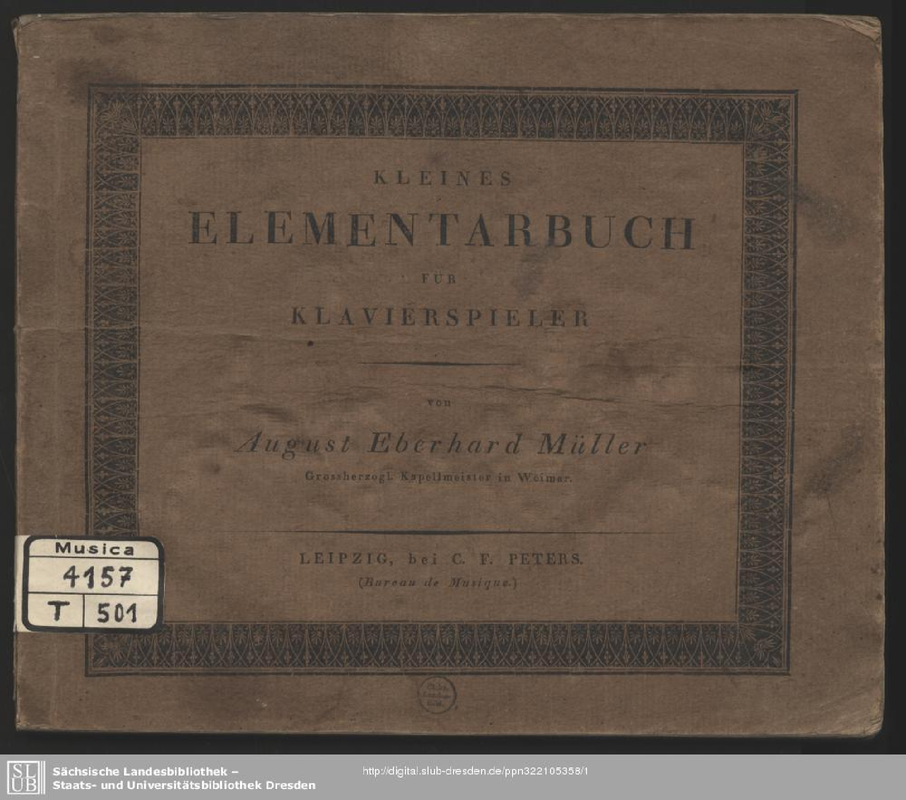 KLEINES
ELEMENTARBUCH
FÜR
KLAVIERSPIELER
von
August Eberhard Müller
Grossherzogl. Kapellmeister in Weimar.
LEIPZIG, bei C. F. PETERS.
(Bureau de Musique.)
Musica
4157
T 501
SLUB
Sächsische Landesbibliothek –
Staats- und Universitätsbibliothek Dresden
http://digital.slub-dresden.de/ppn322105358/1